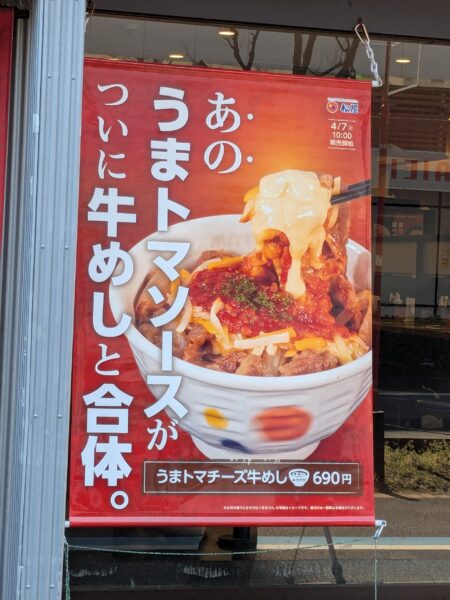 あの
うまトマソースが
ついに牛めしと合体。
松屋
4/7火
10:00
販売開始
うまトマチーズ牛めし 690円